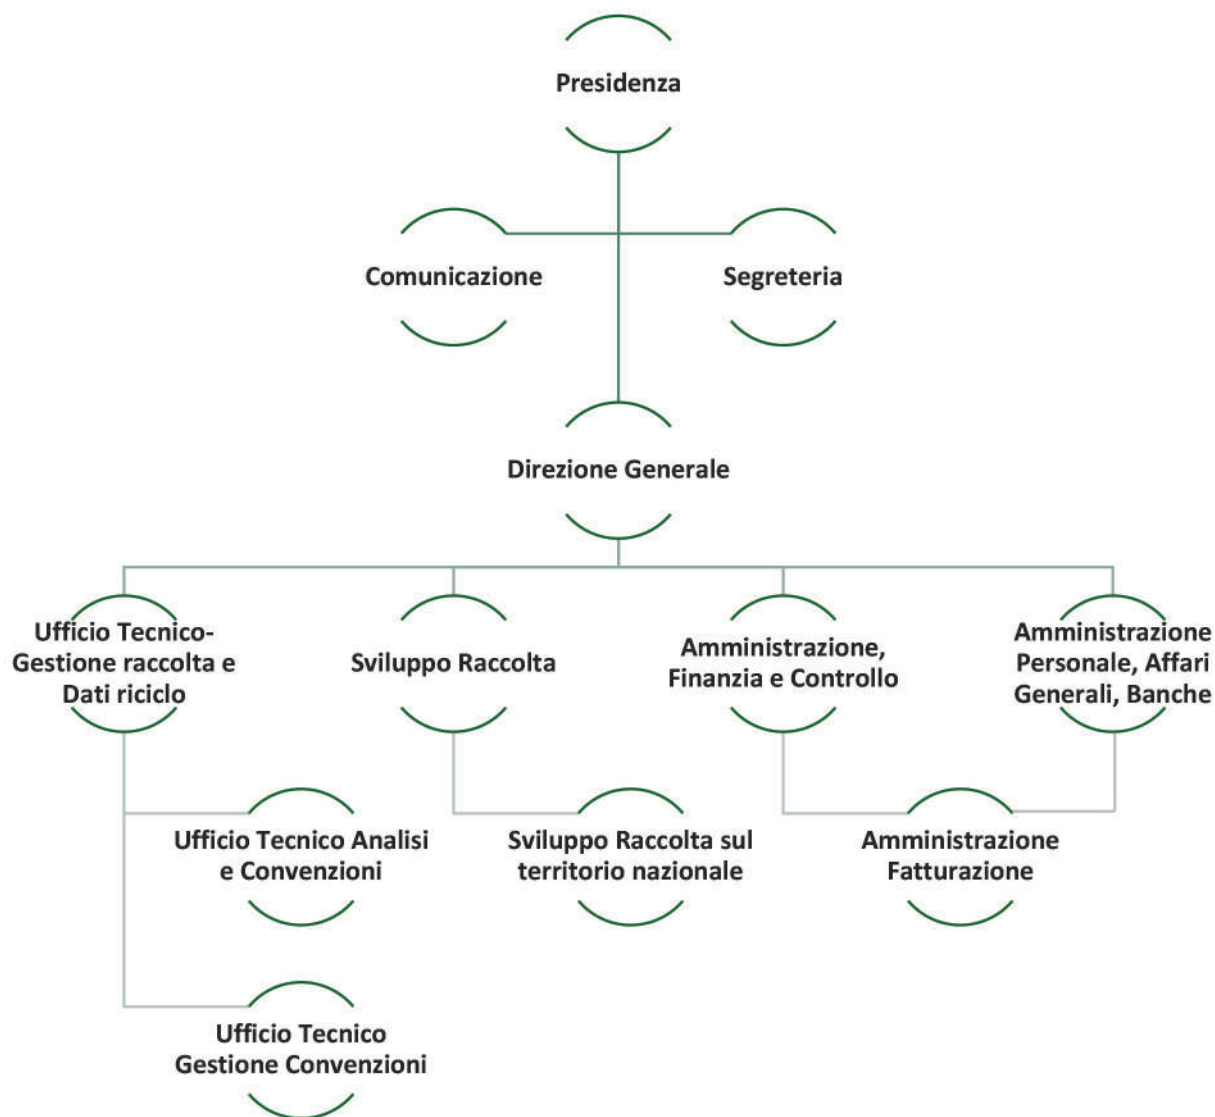 Presidenza
Comunicazione
Segreteria
Direzione Generale
Ufficio Tecnico-
Gestione raccolta e
Dati riciclo
Sviluppo Raccolta
Amministrazione,
Finanzia e Controllo
Amministrazione
Personale, Affari
Generali, Banche
Ufficio Tecnico Analisi
e Convenzioni
Sviluppo Raccolta sul
territorio nazionale
Amministrazione
Fatturazione
Ufficio Tecnico
Gestione Convenzioni